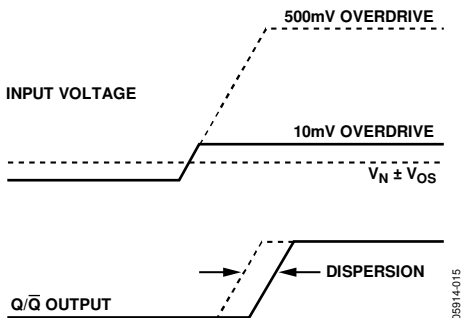 500mV OVERDRIVE
INPUT VOLTAGE
10mV OVERDRIVE
V_N ± V_OS
DISPERSION
Q/Q̅ OUTPUT
05914-015